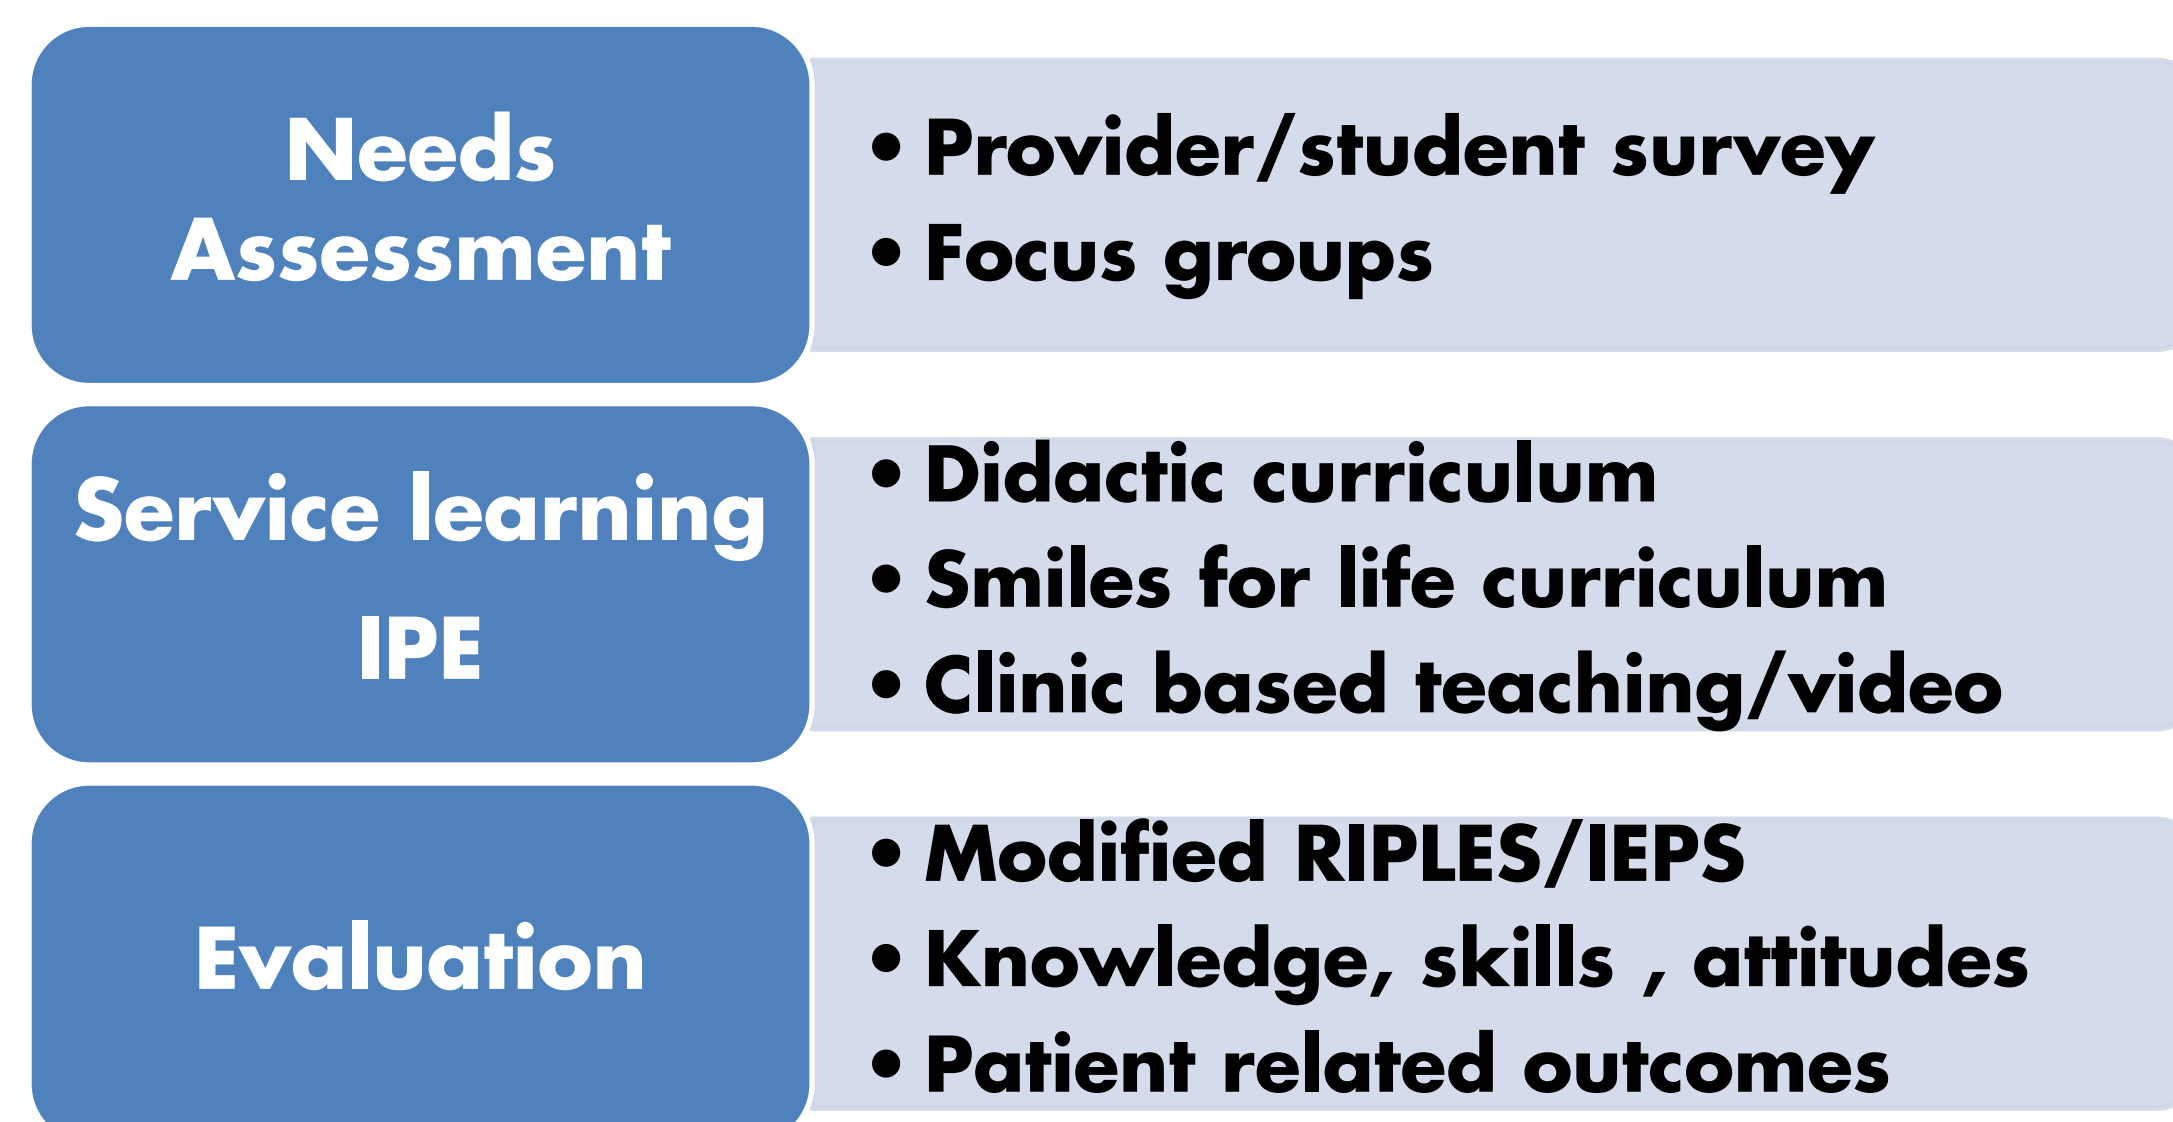 Needs
Assessment
• Provider/student survey
• Focus groups
Service learning
IPE
• Didactic curriculum
• Smiles for life curriculum
• Clinic based teaching/video
Evaluation
• Modified RIPLES/IEPS
• Knowledge, skills , attitudes
• Patient related outcomes